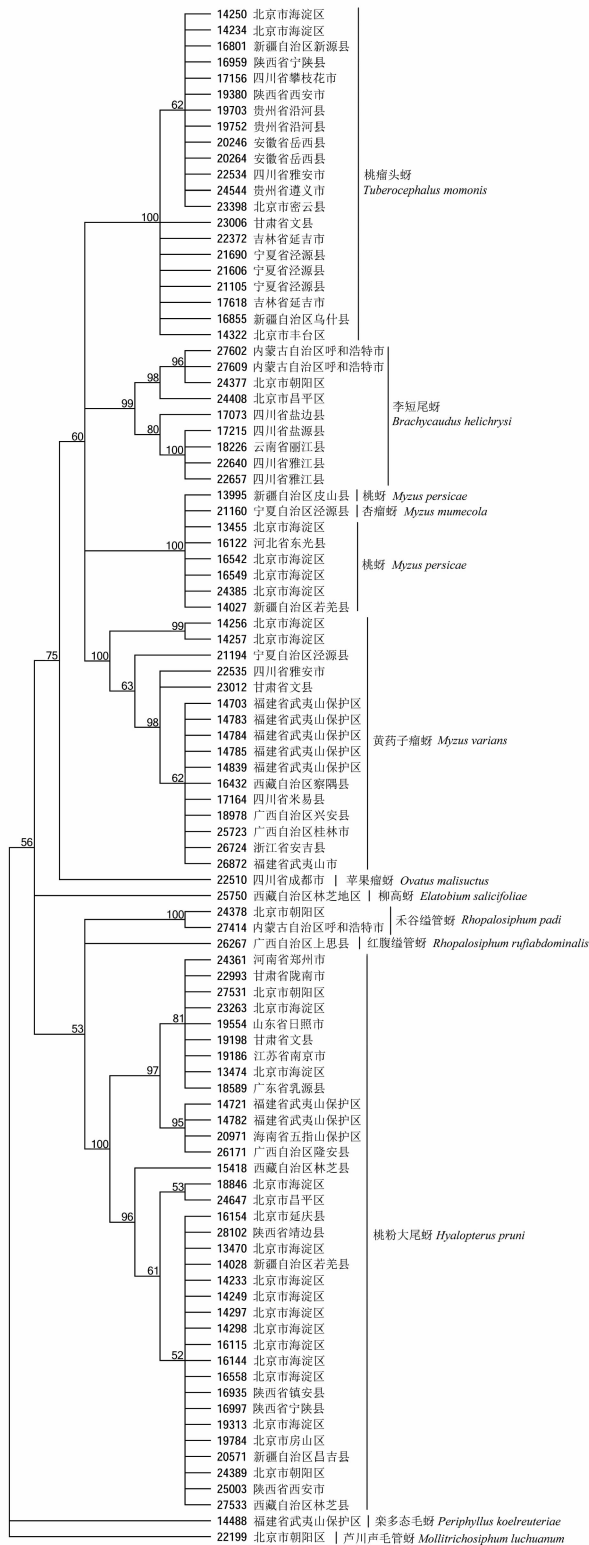 14250 北京市海淀区
14234 北京市海淀区
16801 新疆自治区新源县
16959 陕西省宁陕县
17156 四川省攀枝花市
19380 陕西省西安市
62
19703 贵州省沿河县
19752 贵州省沿河县
20246 安徽省岳西县
20264 安徽省岳西县
22534 四川省雅安市
桃瘤头蚜
24544 贵州省遵义市
Tuberocephalus momonis
23398 北京市密云县
100
23006 甘肃省文县
22372 吉林省延吉市
21690 宁夏省泾源县
21606 宁夏省泾源县
21105 宁夏省泾源县
17618 吉林省延吉市
16855 新疆自治区乌什县
14322 北京市丰台区
27602 内蒙古自治区呼和浩特市
96
27609 内蒙古自治区呼和浩特市
98
24377 北京市朝阳区
24408 北京市昌平区
99
李短尾蚜
17073 四川省盐边县
Brachycaudus helichrysi
80
17215 四川省盐源县
60
18226 云南省丽江县
100
22640 四川省雅江县
22657 四川省雅江县
13995 新疆自治区皮山县 桃蚜 Myzus persicae
21160 宁夏自治区泾源县 杏瘤蚜 Myzus mumecola
13455 北京市海淀区
16122 河北省东光县
100
16542 北京市海淀区
桃蚜 Myzus persicae
16549 北京市海淀区
24385 北京市海淀区
14027 新疆自治区若羌县
14256 北京市海淀区
99
14257 北京市海淀区
75
100
21194 宁夏自治区泾源县
22535 四川省雅安市
63
23012 甘肃省文县
14703 福建省武夷山保护区
98
14783 福建省武夷山保护区
14784 福建省武夷山保护区
黄药子瘤蚜 Myzus varians
14785 福建省武夷山保护区
14839 福建省武夷山保护区
62
16432 西藏自治区察隅县
17164 四川省米易县
18978 广西自治区兴安县
25723 广西自治区桂林市
26724 浙江省安吉县
56
26872 福建省武夷山市
22510 四川省成都市 苹果瘤蚜 Ovatus malisuctus
25750 西藏自治区林芝地区 柳高蚜 Elatobium salicifoliae
100
24378 北京市朝阳区
禾谷缢管蚜 Rhopalosiphum padi
27414 内蒙古自治区呼和浩特市
26267 广西自治区上思县 红腹缢管蚜 Rhopalosiphum rufiabdominalis
24361 河南省郑州市
22993 甘肃省陇南市
27531 北京市朝阳区
23263 北京市海淀区
81
53
19554 山东省日照市
19198 甘肃省文县
19186 江苏省南京市
97
13474 北京市海淀区
18589 广东省乳源县
14721 福建省武夷山保护区
95
14782 福建省武夷山保护区
20971 海南省五指山保护区
100
26171 广西自治区隆安县
15418 西藏自治区林芝县
53
18846 北京市海淀区
24647 北京市昌平区
96
16154 北京市延庆县
28102 陕西省靖边县
桃粉大尾蚜 Hyalopterus pruni
13470 北京市海淀区
61
14028 新疆自治区若羌县
14233 北京市海淀区
14249 北京市海淀区
14297 北京市海淀区
14298 北京市海淀区
16115 北京市海淀区
52
16144 北京市海淀区
16558 北京市海淀区
16935 陕西省镇安县
16997 陕西省宁陕县
19313 北京市海淀区
19784 北京市房山区
20571 新疆自治区昌吉县
24389 北京市朝阳区
25003 陕西省西安市
27533 西藏自治区林芝县
14488 福建省武夷山保护区 栾多态毛蚜 Periphyllus koelreuteriae
22199 北京市朝阳区 芦川声毛管蚜 Mollitrichosiphum luchuanum